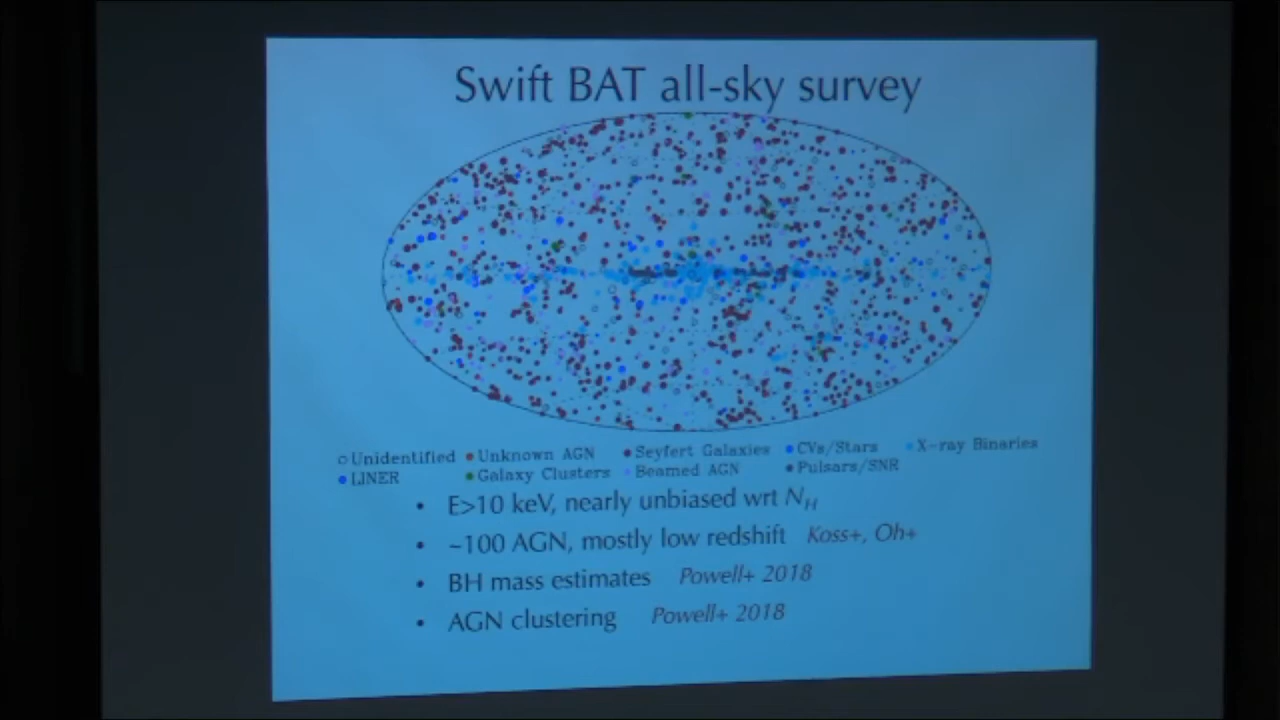 Swift BAT all-sky survey
Unidentified Unknown AGN Seyfert Galaxies CVs/Stars X-ray Binaries
LINER Galaxy Clusters Beamed AGN Pulsars/SNR
• E>10 keV, nearly unbiased wrt N_H
• ~100 AGN, mostly low redshift Koss+, Oh+
• BH mass estimates Powell+ 2018
• AGN clustering Powell+ 2018